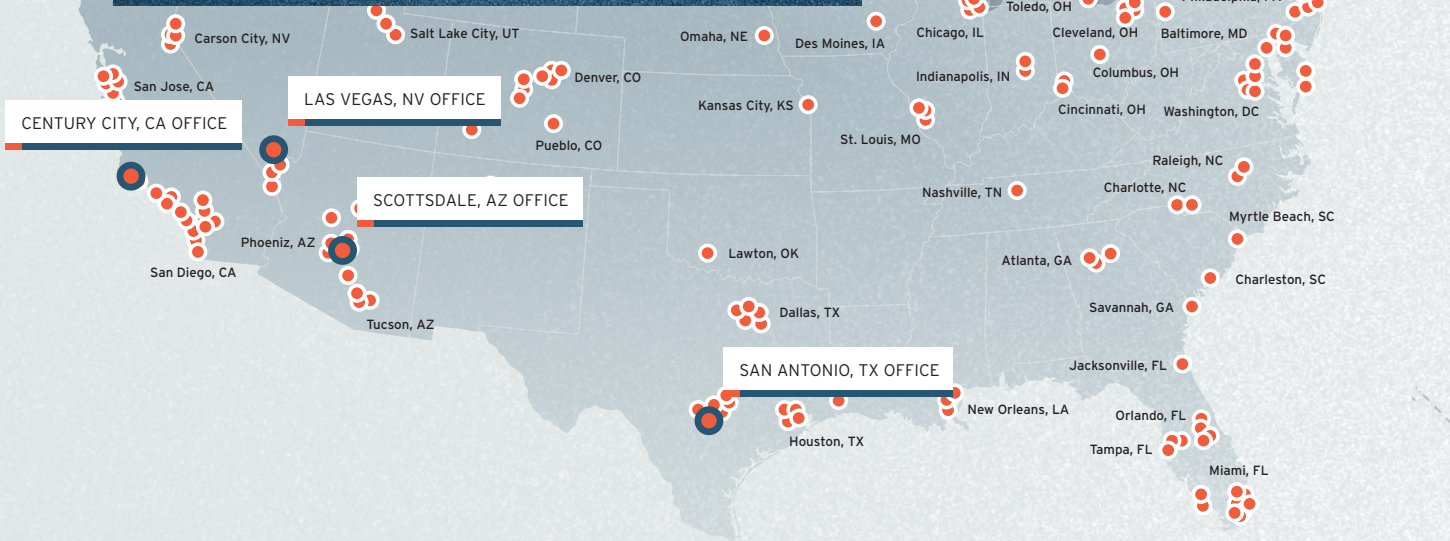 Toledo, OH
Carson City, NV
Salt Lake City, UT
Omaha, NE
Des Moines, IA
Chicago, IL
Cleveland, OH
Baltimore, MD
San Jose, CA
LAS VEGAS, NV OFFICE
Denver, CO
Indianapolis, IN
Columbus, OH
Kansas City, KS
Cincinnati, OH
Washington, DC
CENTURY CITY, CA OFFICE
Pueblo, CO
St. Louis, MO
Raleigh, NC
Charlotte, NC
Nashville, TN
SCOTTSDALE, AZ OFFICE
Myrtle Beach, SC
Phoeniz, AZ
Lawton, OK
Atlanta, GA
San Diego, CA
Charleston, SC
Savannah, GA
Dallas, TX
Tucson, AZ
Jacksonville, FL
SAN ANTONIO, TX OFFICE
New Orleans, LA
Orlando, FL
Houston, TX
Tampa, FL
Miami, FL